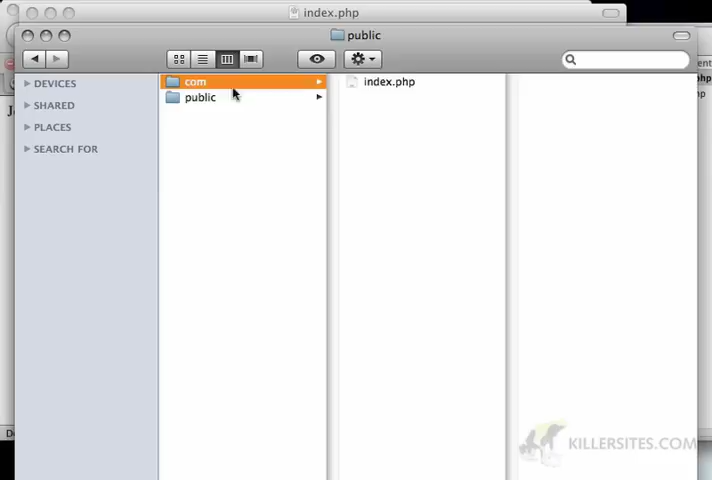 index.php
public
DEVICES
SHARED
PLACES
SEARCH FOR
com
public
index.php
KILLERSITES.COM